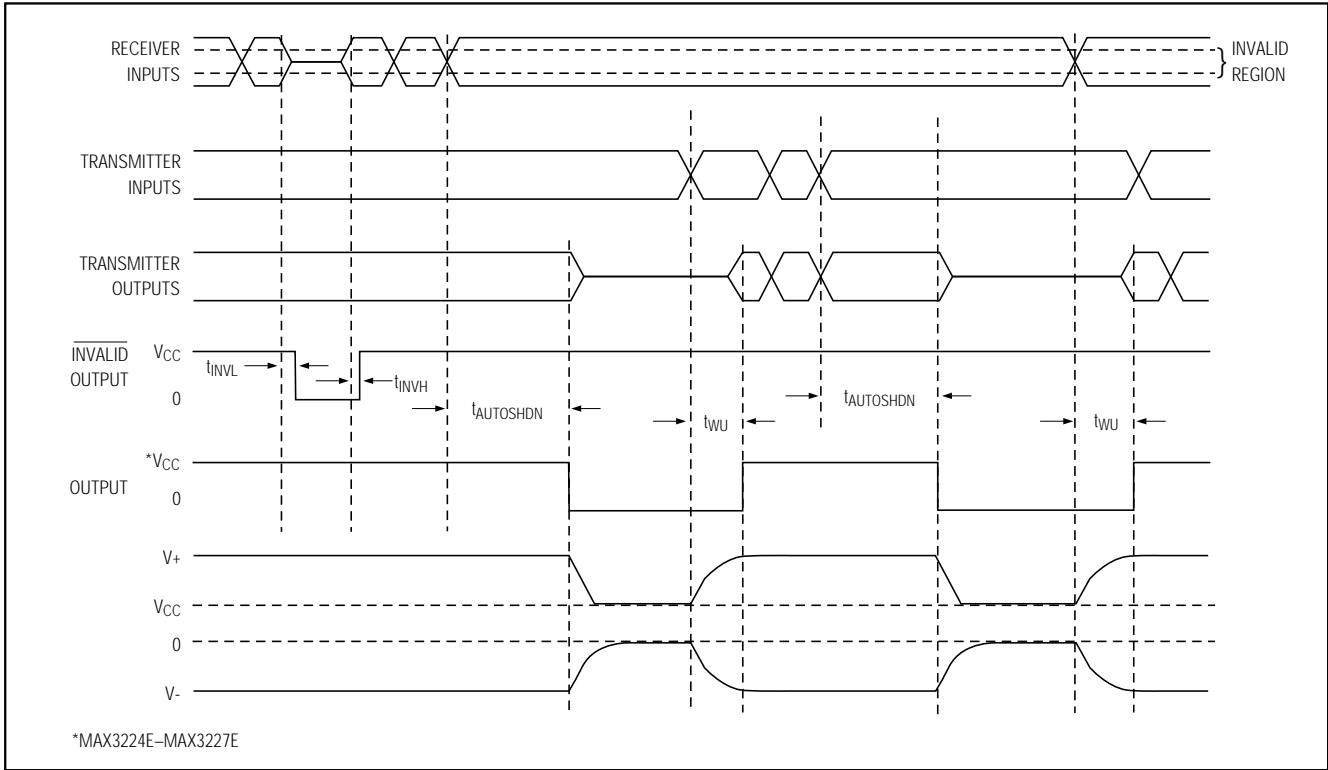 RECEIVER
INPUTS
INVALID
REGION
TRANSMITTER
INPUTS
TRANSMITTER
OUTPUTS
INVALID
OUTPUT
VCC
0
tINVL
tINVH
tAUTOSHDN
tWU
tAUTOSHDN
tWU
*VCC
OUTPUT
0
V+
VCC
0
V-
*MAX3224E–MAX3227E